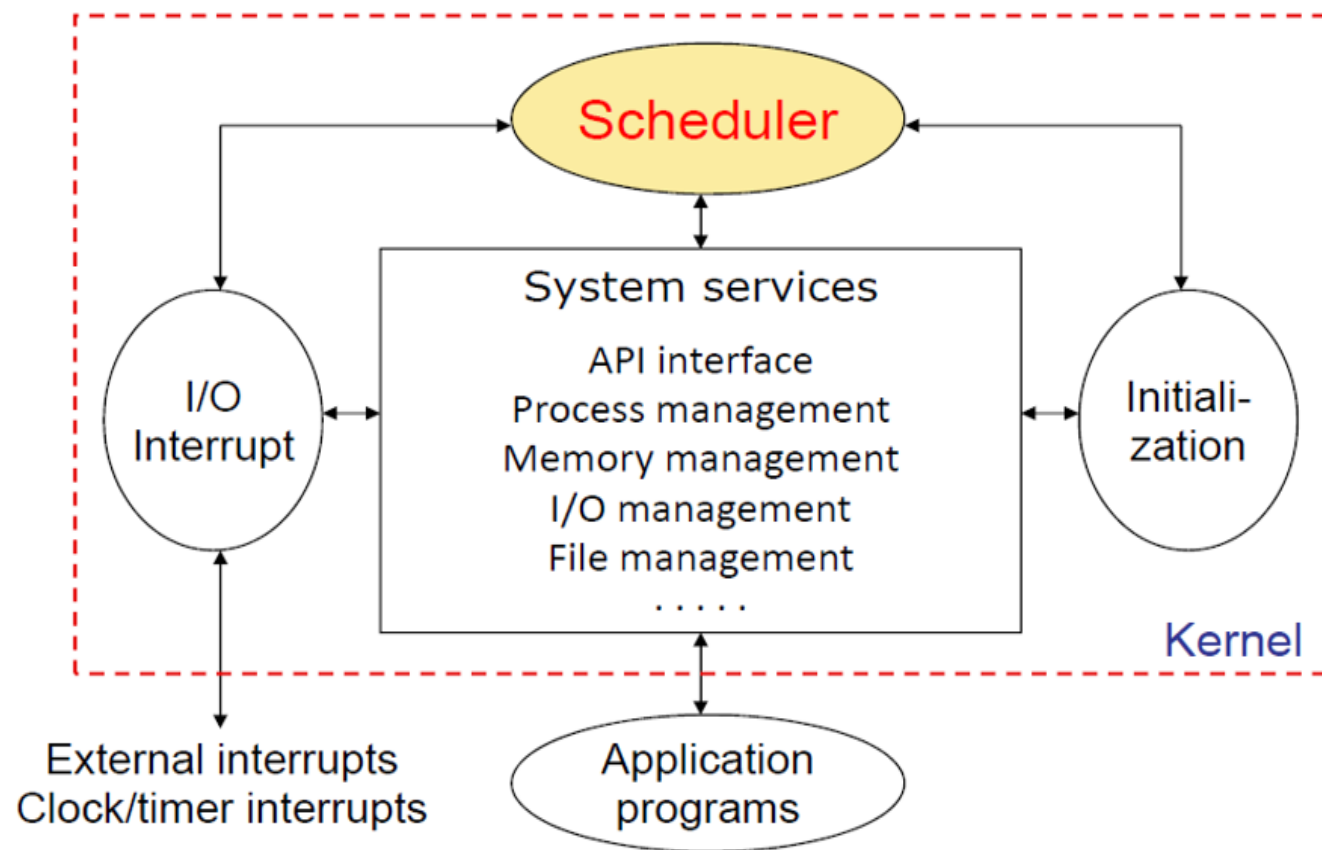 Scheduler
System services
API interface
Process management
Memory management
I/O management
File management
. . . . .
I/O
Interrupt
Initiali-
zation
Kernel
External interrupts
Clock/timer interrupts
Application
programs